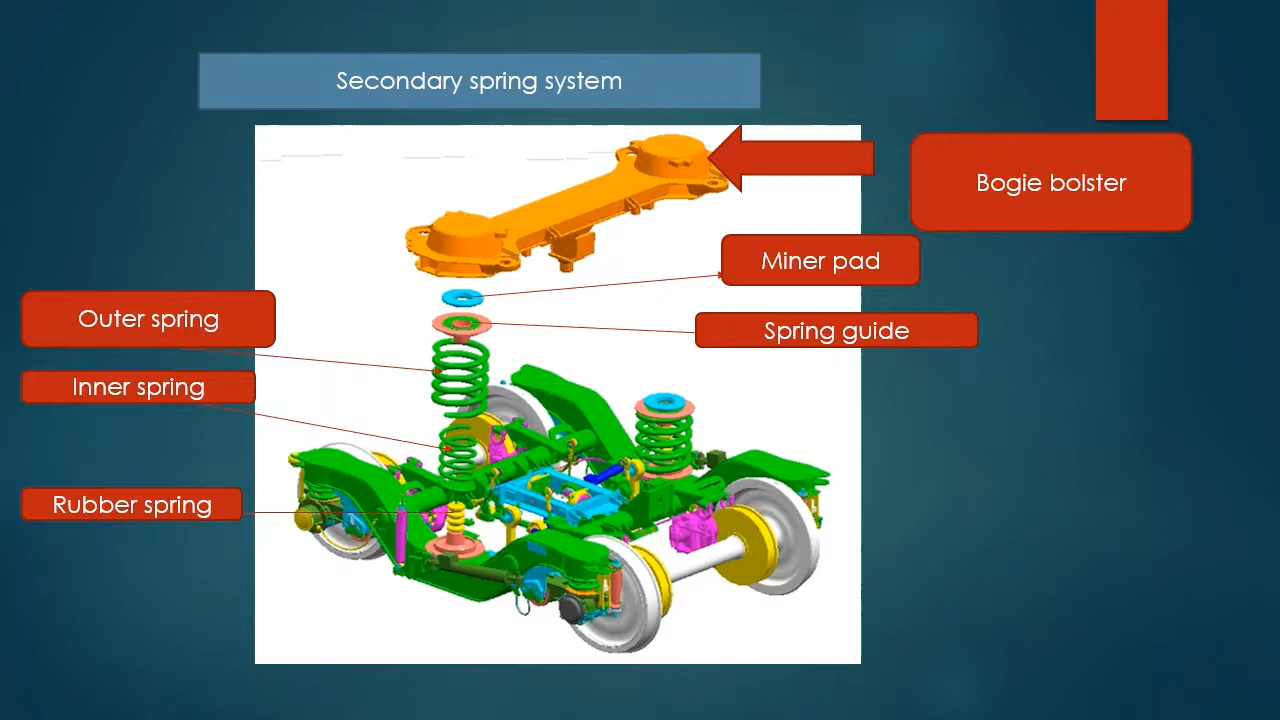 Secondary spring system
Bogie bolster
Miner pad
Outer spring
Spring guide
Inner spring
Rubber spring